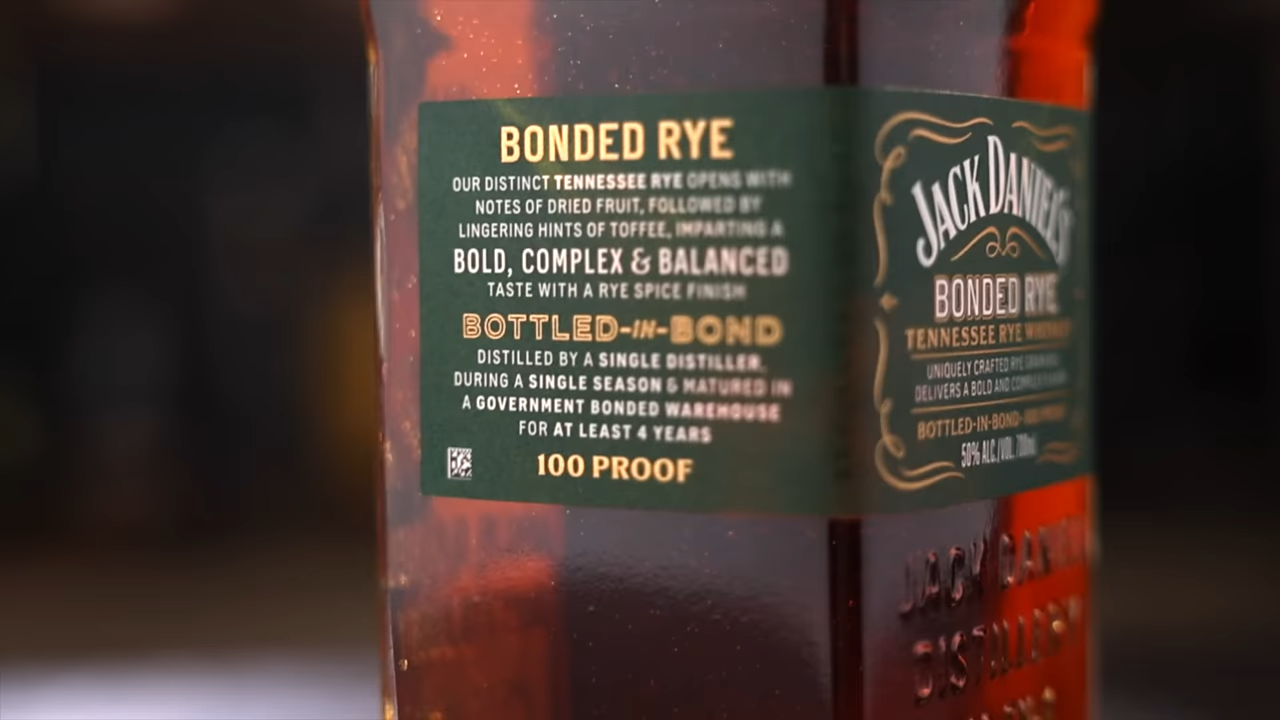 BONDED RYE
OUR DISTINCT TENNESSEE RYE OPENS WITH
NOTES OF DRIED FRUIT, FOLLOWED BY
LINGERING HINTS OF TOFFEE, IMPARTING A
BOLD, COMPLEX & BALANCED
TASTE WITH A RYE SPICE FINISH
BOTTLED-IN-BOND
DISTILLED BY A SINGLE DISTILLER,
DURING A SINGLE SEASON & MATURED IN
A GOVERNMENT BONDED WAREHOUSE
FOR AT LEAST 4 YEARS
100 PROOF
JACK DANIEL'S
BONDED RYE
TENNESSEE RYE WHISKEY
UNIQUELY CRAFTED RYE
DELIVERS A BOLD AND
BOTTLED-IN-BOND
50% ALC./VOL. 700mL
JACK DANIEL
DISTILLERY